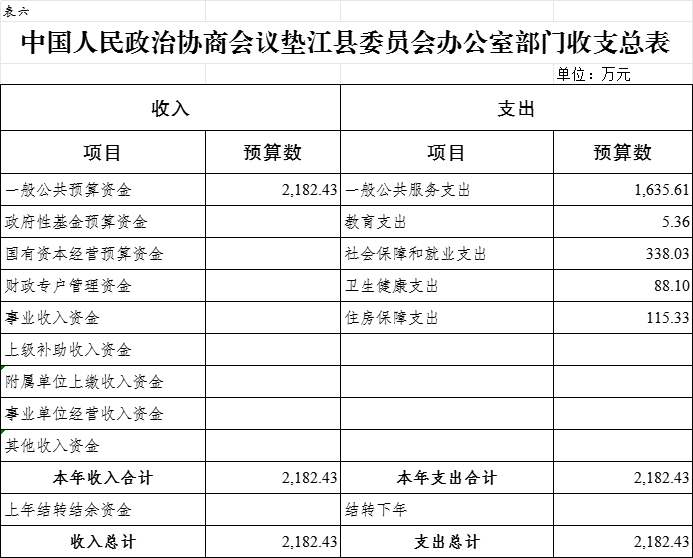 表六
中国人民政治协商会议垫江县委员会办公室部门收支总表
单位：万元
收入 支出
项目 预算数 项目 预算数
一般公共预算资金 2,182.43 一般公共服务支出 1,635.61
政府性基金预算资金 教育支出 5.36
国有资本经营预算资金 社会保障和就业支出 338.03
财政专户管理资金 卫生健康支出 88.10
事业收入资金 住房保障支出 115.33
上级补助收入资金
附属单位上缴收入资金
事业单位经营收入资金
其他收入资金
本年收入合计 2,182.43 本年支出合计 2,182.43
上年结转结余资金 结转下年
收入总计 2,182.43 支出总计 2,182.43